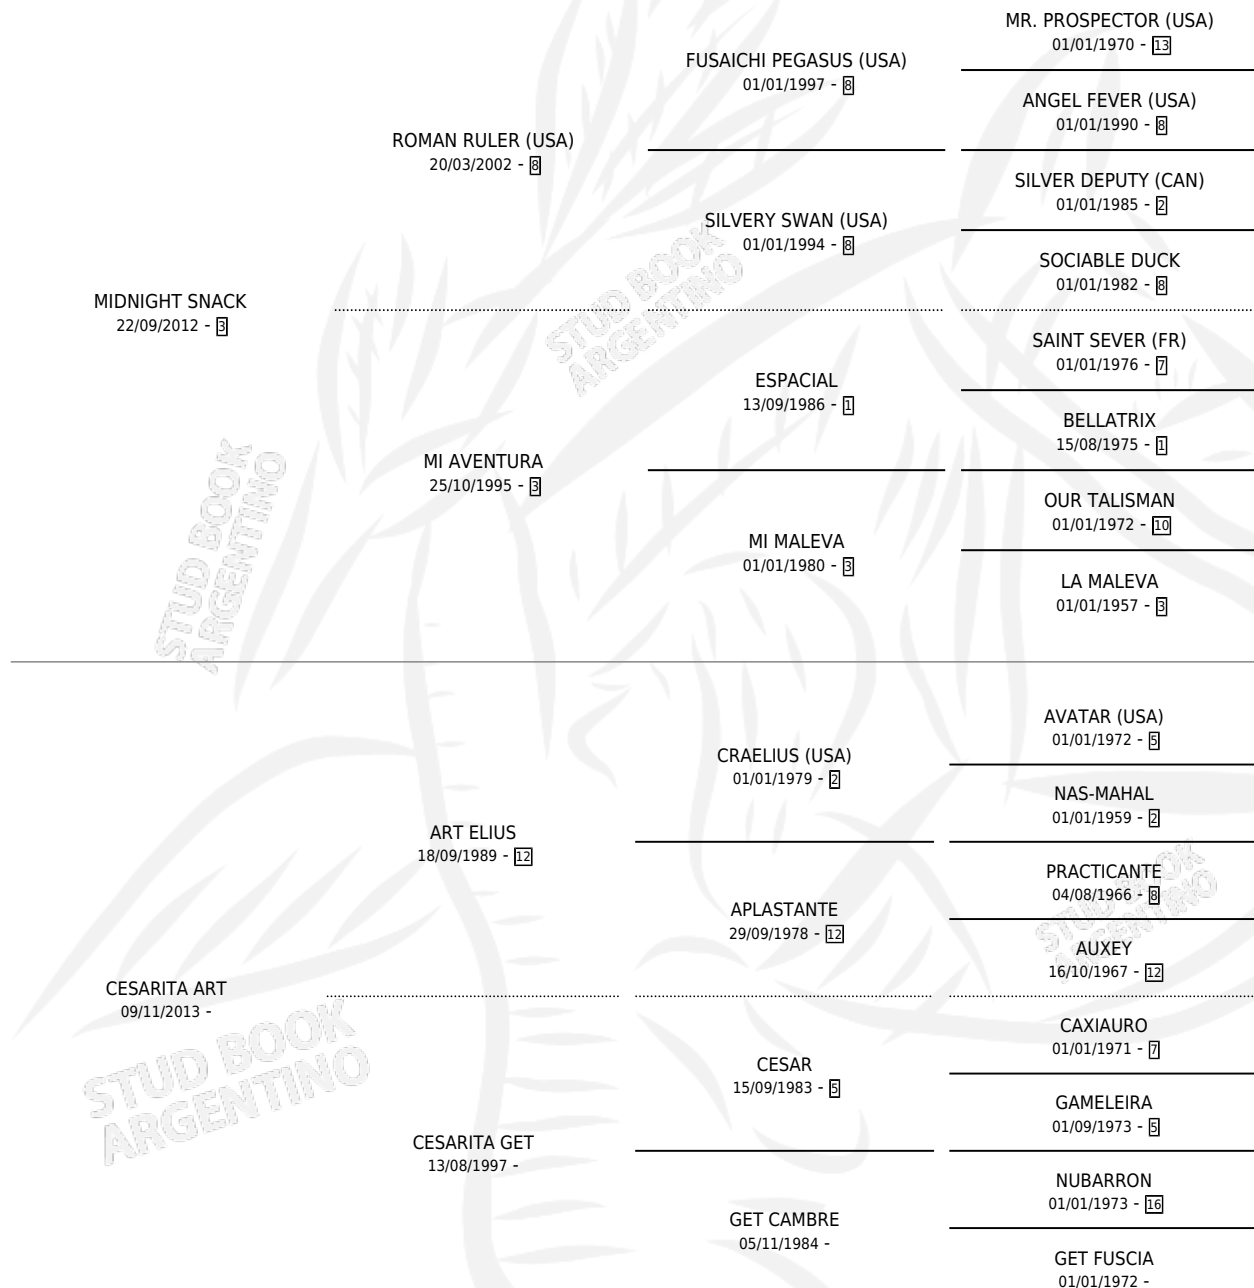 MIDNIGHT SNACK
22/09/2012 - 3
ROMAN RULER (USA)
20/03/2002 - 8
MI AVENTURA
25/10/1995 - 3
FUSAICHI PEGASUS (USA)
01/01/1997 - 8
SILVERY SWAN (USA)
01/01/1994 - 8
ESPACIAL
13/09/1986 - 1
MI MALEVA
01/01/1980 - 3
MR. PROSPECTOR (USA)
01/01/1970 - 13
ANGEL FEVER (USA)
01/01/1990 - 8
SILVER DEPUTY (CAN)
01/01/1985 - 2
SOCIABLE DUCK
01/01/1982 - 8
SAINT SEVER (FR)
01/01/1976 - 7
BELLATRIX
15/08/1975 - 1
OUR TALISMAN
01/01/1972 - 10
LA MALEVA
01/01/1957 - 3
CESARITA ART
09/11/2013 -
ART ELIUS
18/09/1989 - 12
CESARITA GET
13/08/1997 -
CRAELIUS (USA)
01/01/1979 - 2
APLASTANTE
29/09/1978 - 12
CESAR
15/09/1983 - 5
GET CAMBRE
05/11/1984 -
AVATAR (USA)
01/01/1972 - 5
NAS-MAHAL
01/01/1959 - 2
PRACTICANTE
04/08/1966 - 8
AUXEY
16/10/1967 - 12
CAXIAURO
01/01/1971 - 7
GAMELEIRA
01/09/1973 - 5
NUBARRON
01/01/1973 - 16
GET FUSCIA
01/01/1972 -
STUD BOOK
ARGENTINO
STUD BOOK
ARGENTINO
STUD BOOK
ARGENTINO
STUD BOOK
ARGENTINO